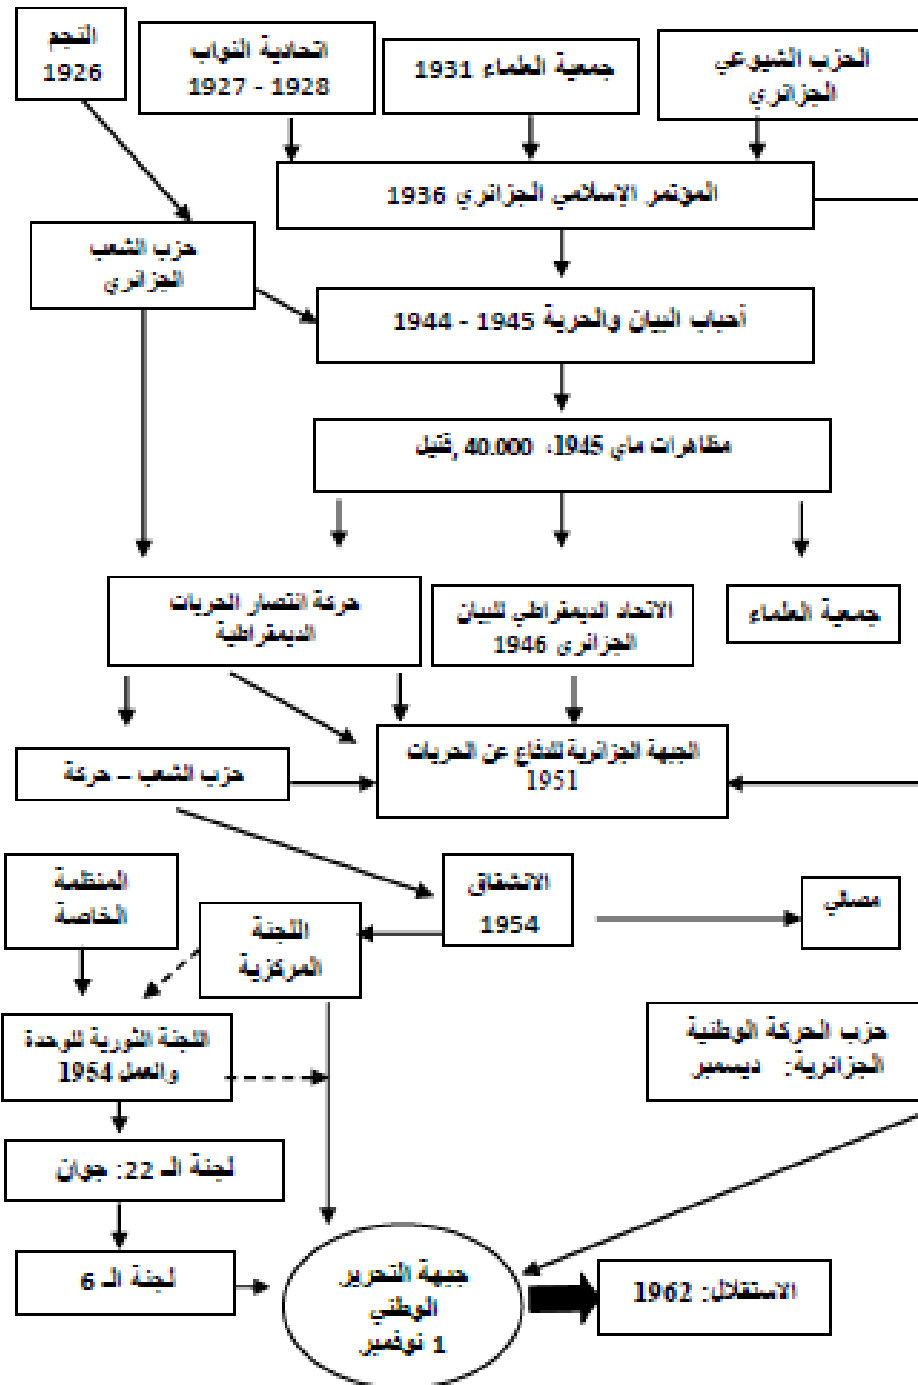 النجم
1926
اتحادية النواب
1927 - 1928
جمعية العلماء 1931
الحزب الشيوعي
الجزائري
المؤتمر الإسلامي الجزائري 1936
حزب الشعب
الجزائري
أحباب البيان والحرية 1945 - 1944
مظاهرات ماي 1945، 40.000 ,قتيل
حركة انتصار الحريات
الديمقراطية
الاتحاد الديمقراطي للبيان
الجزائري 1946
جمعية العلماء
الجبهة الجزائرية للدفاع عن الحريات
1951
حزب الشعب – حركة
المنظمة
الخاصة
اللجنة
المركزية
الانشقاق
1954
مصالي
اللجنة الثورية للوحدة
والعمل 1954
حزب الحركة الوطنية
الجزائرية: ديسمبر
لجنة الـ 22: جوان
لجنة الـ 6
جبهة التحرير
الوطني
1 نوفمبر
الاستقلال: 1962